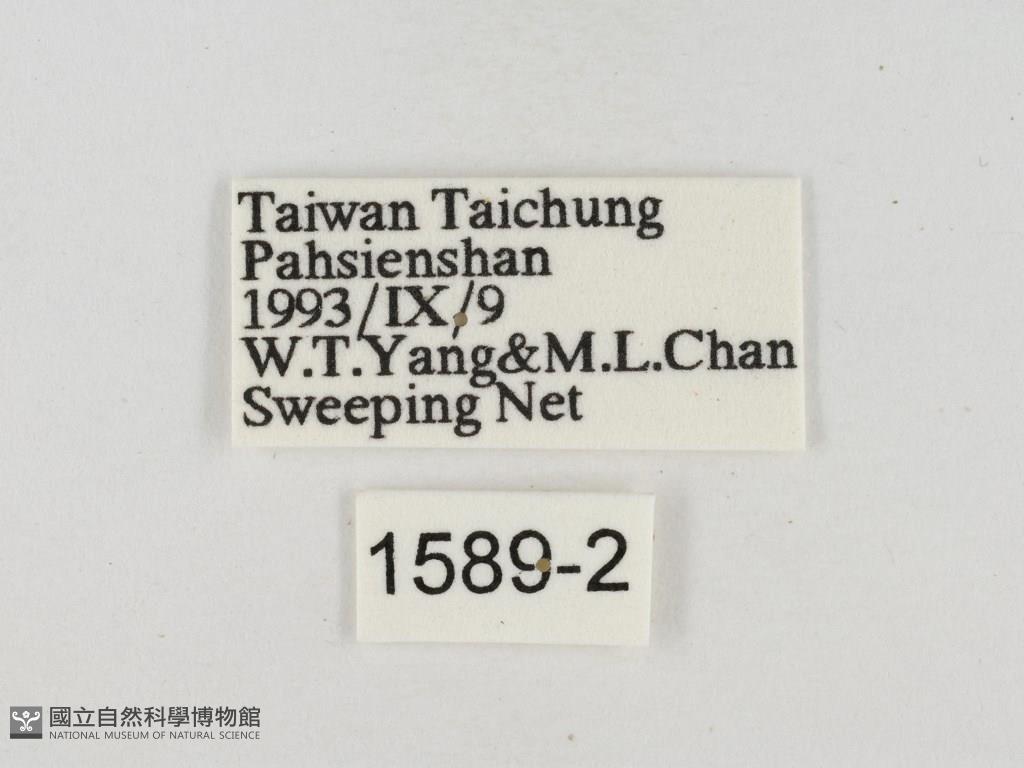 Taiwan Taichung
Pahsienshan
1993/IX/9
W.T.Yang&M.L.Chan
Sweeping Net
1589-2
國立自然科學博物館
NATIONAL MUSEUM OF NATURAL SCIENCE